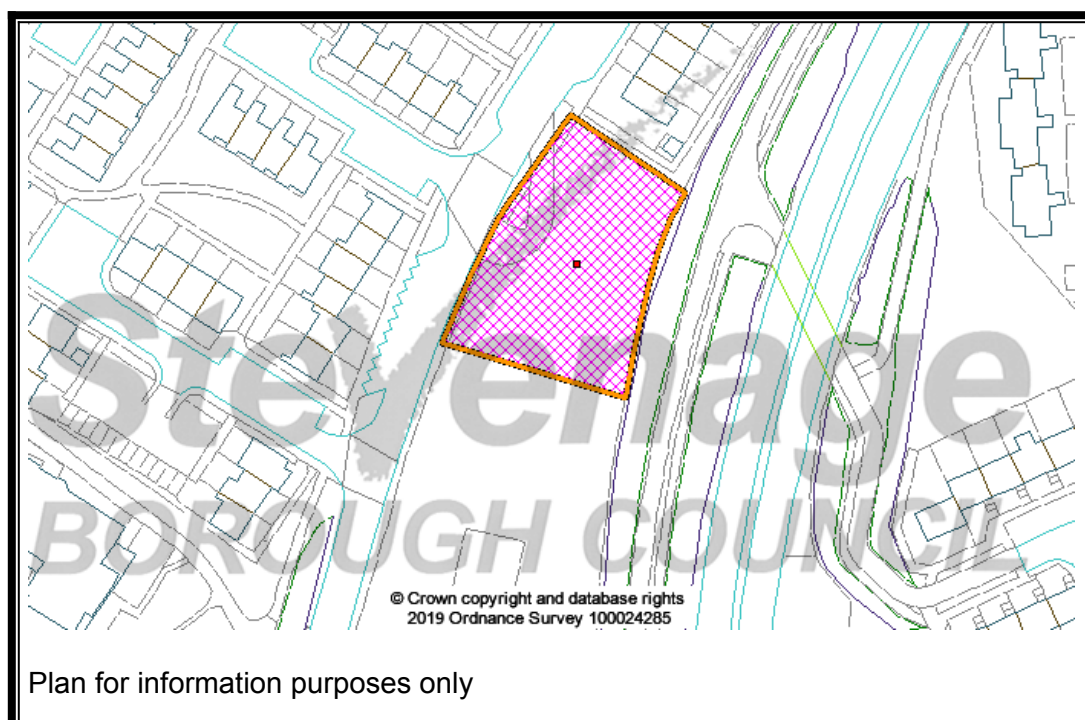 Stevenage
BOROUGH COUNCIL
© Crown copyright and database rights
2019 Ordnance Survey 100024285
Plan for information purposes only